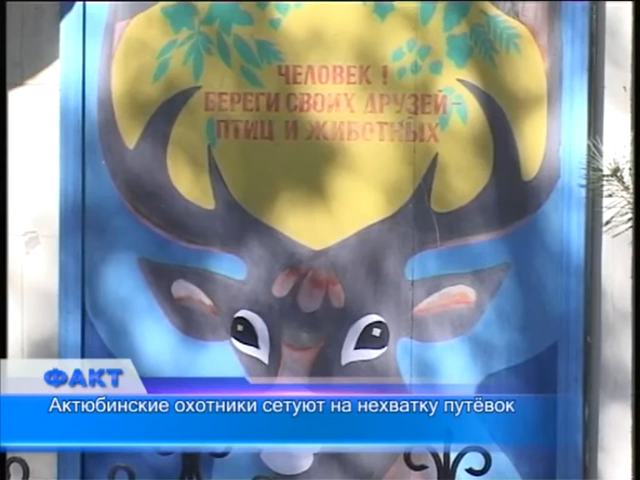 ЧЕЛОВЕК !
БЕРЕГИ СВОИХ ДРУЗЕЙ-
ПТИЦ И ЖИВОТНЫХ
ФАКТ
Актюбинские охотники сетуют на нехватку путёвок